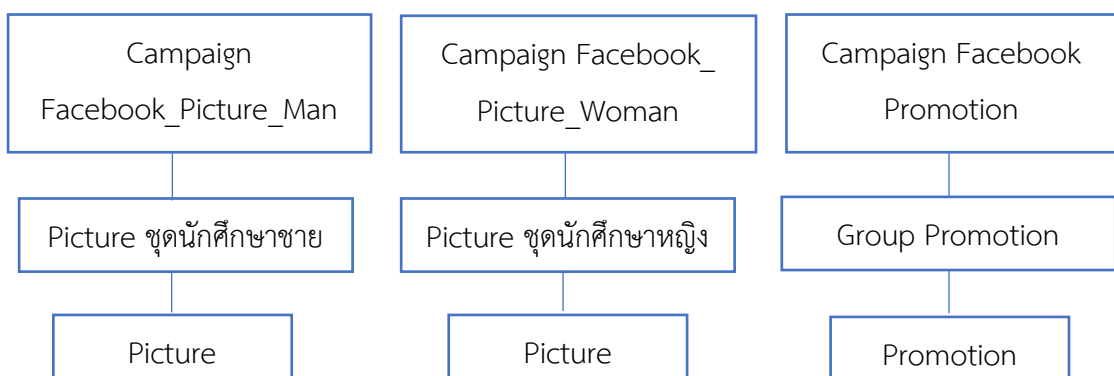 Campaign
Facebook_Picture_Man
Campaign Facebook_
Picture_Woman
Campaign Facebook
Promotion
Picture ชุดนักศึกษาชาย
Picture ชุดนักศึกษาหญิง
Group Promotion
Picture
Picture
Promotion